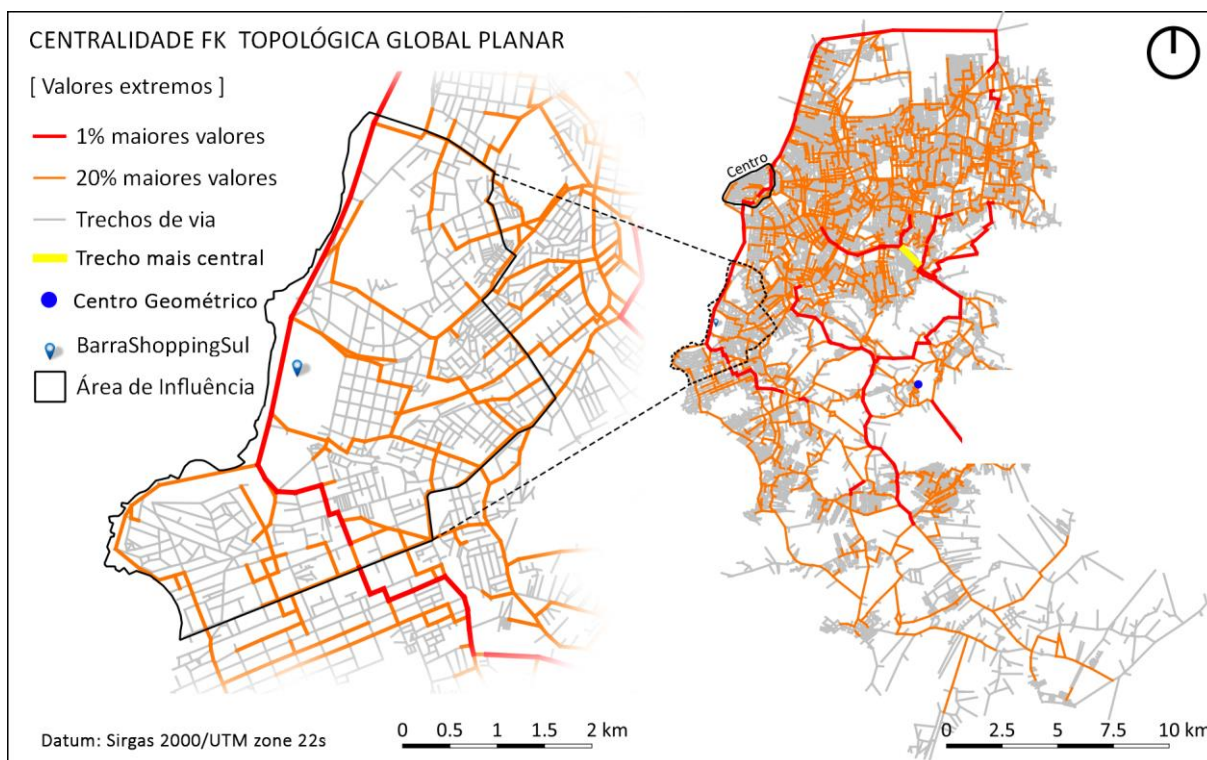 CENTRALIDADE FK TOPOLÓGICA GLOBAL PLANAR
[ Valores extremos ]
1% maiores valores
20% maiores valores
Trechos de via
Trecho mais central
Centro Geométrico
BarraShoppingSul
Área de Influência
Centro
Datum: Sirgas 2000/UTM zone 22s
0 0.5 1 1.5 2 km
0 2.5 5 7.5 10 km